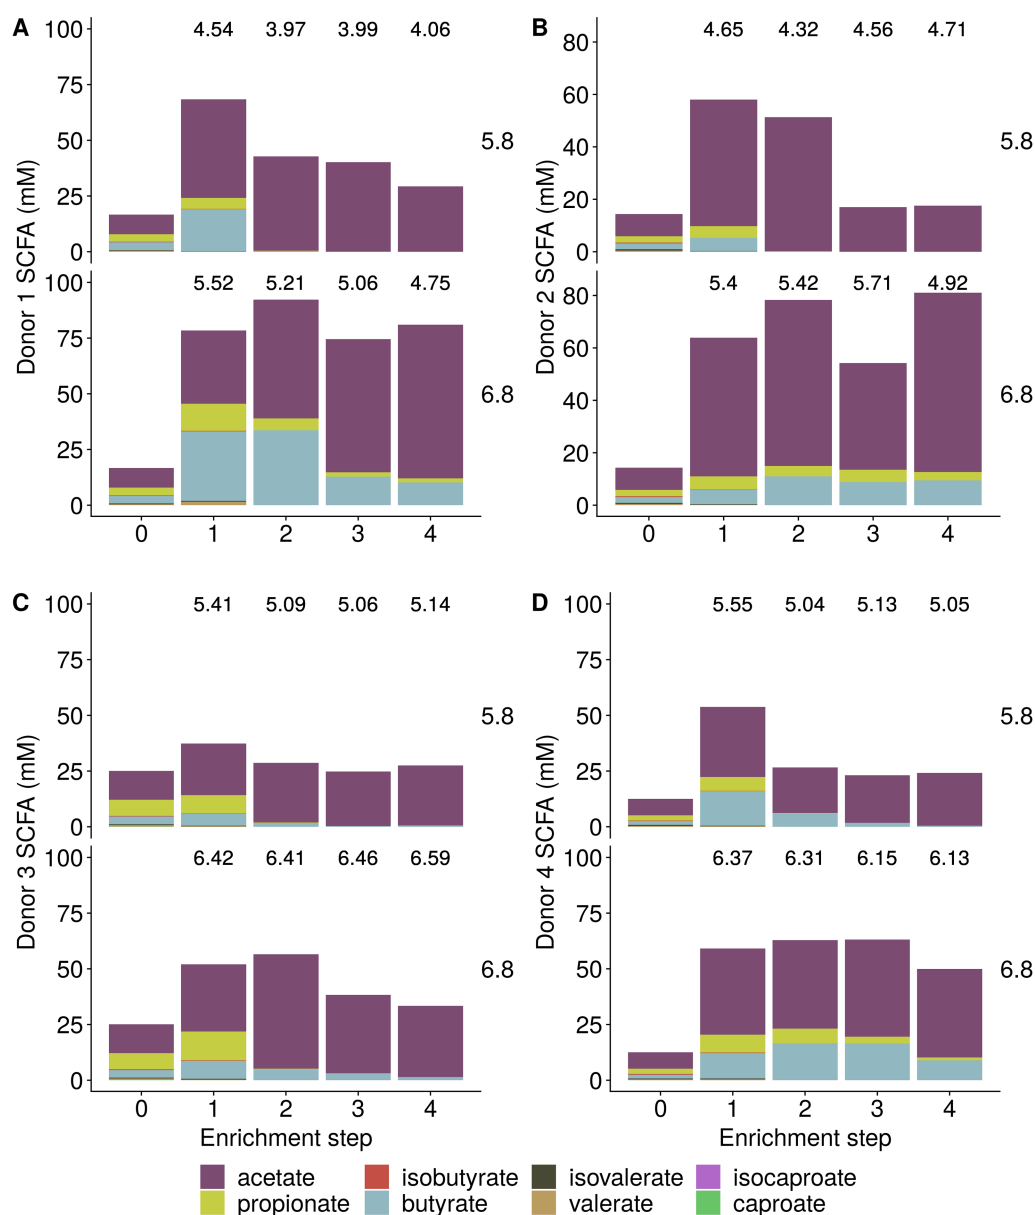 A
100
4.54 3.97 3.99 4.06
75
50
25
0
5.8
Donor 1 SCFA (mM)
100
5.52 5.21 5.06 4.75
75
50
25
0
6.8
0 1 2 3 4
B
80
4.65 4.32 4.56 4.71
60
40
20
0
5.8
Donor 2 SCFA (mM)
5.4 5.42 5.71 4.92
80
60
40
20
0
6.8
0 1 2 3 4
C
100
5.41 5.09 5.06 5.14
75
50
25
0
5.8
Donor 3 SCFA (mM)
100
6.42 6.41 6.46 6.59
75
50
25
0
6.8
0 1 2 3 4
Enrichment step
D
100
5.55 5.04 5.13 5.05
75
50
25
0
5.8
Donor 4 SCFA (mM)
100
6.37 6.31 6.15 6.13
75
50
25
0
6.8
0 1 2 3 4
Enrichment step
acetate isobutyrate isovalerate isocaproate
propionate butyrate valerate caproate